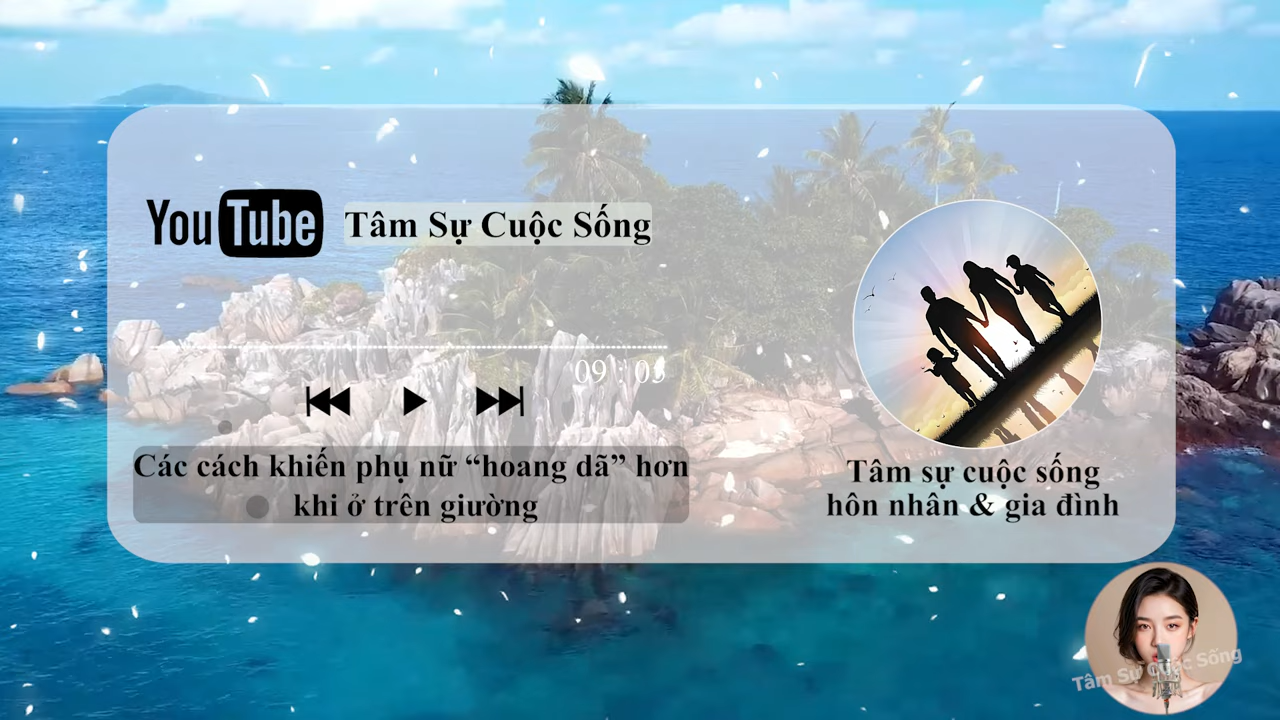 YouTube
Tâm Sự Cuộc Sống
09 : 05
Các cách khiến phụ nữ “hoang dã” hơn
khi ở trên giường
Tâm sự cuộc sống
hôn nhân & gia đình
Tâm Sự Cuộc Sống